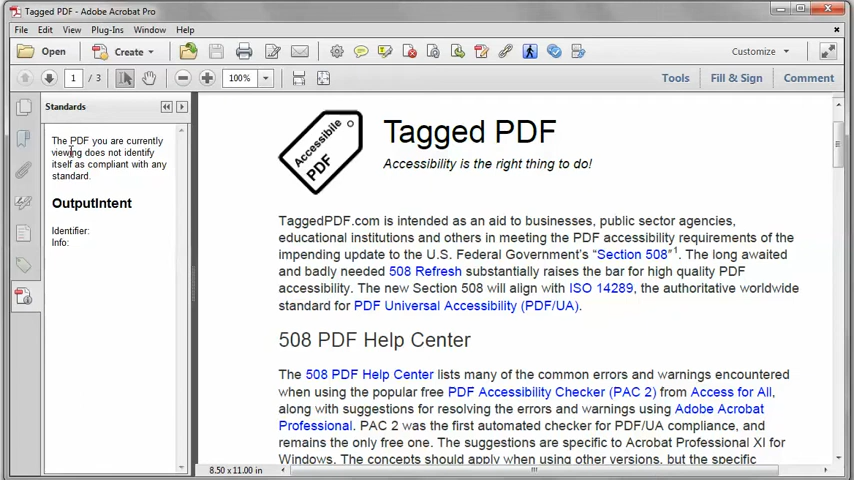 Tagged PDF - Adobe Acrobat Pro
File Edit View Plug-Ins Window Help
Open Create Customize
1 / 3 100% Tools Fill & Sign Comment
Standards
The PDF you are currently
viewing does not identify
itself as compliant with any
standard.
OutputIntent
Identifier:
Info:
Accessibile
PDF
Tagged PDF
Accessibility is the right thing to do!
TaggedPDF.com is intended as an aid to businesses, public sector agencies,
educational institutions and others in meeting the PDF accessibility requirements of the
impending update to the U.S. Federal Government's “Section 508”¹. The long awaited
and badly needed 508 Refresh substantially raises the bar for high quality PDF
accessibility. The new Section 508 will align with ISO 14289, the authoritative worldwide
standard for PDF Universal Accessibility (PDF/UA).
508 PDF Help Center
The 508 PDF Help Center lists many of the common errors and warnings encountered
when using the popular free PDF Accessibility Checker (PAC 2) from Access for All,
along with suggestions for resolving the errors and warnings using Adobe Acrobat
Professional. PAC 2 was the first automated checker for PDF/UA compliance, and
remains the only free one. The suggestions are specific to Acrobat Professional XI for
Windows. The concepts should apply when using other versions, but the specific
8.50 x 11.00 in